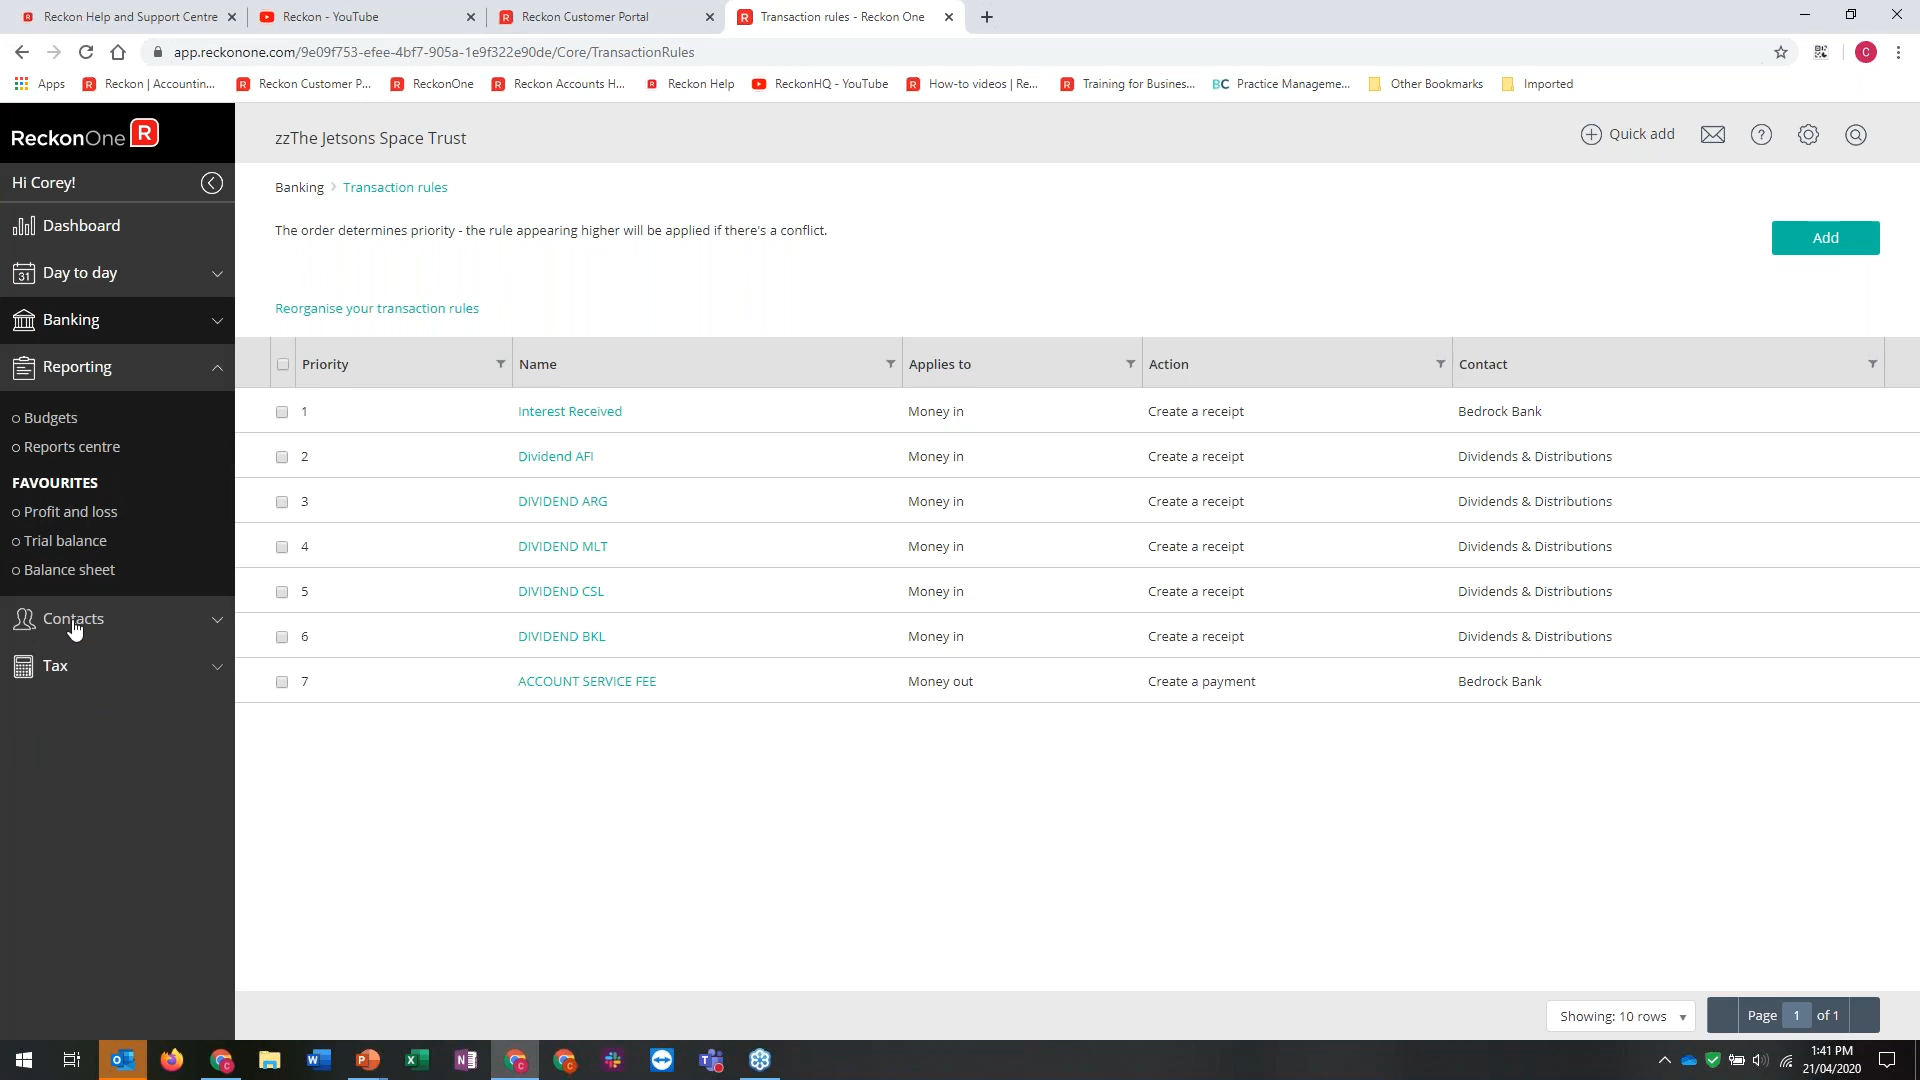 Reckon Help and Support Centre
Reckon - YouTube
Reckon Customer Portal
Transaction rules - Reckon One
app.reckonone.com/9e09f753-efee-4bf7-905a-1e9f322e90de/Core/TransactionRules
C
Apps
Reckon | Accountin...
Reckon Customer P...
ReckonOne
Reckon Accounts H...
Reckon Help
ReckonHQ - YouTube
How-to videos | Re...
Training for Busines...
BC Practice Manageme...
Other Bookmarks
Imported
ReckonOne R
zzThe Jetsons Space Trust
Quick add
Hi Corey!
Dashboard
31 Day to day
Banking
Reporting
Budgets
Reports centre
FAVOURITES
Profit and loss
Trial balance
Balance sheet
Contacts
Tax
Banking > Transaction rules
The order determines priority - the rule appearing higher will be applied if there's a conflict.
Add
Reorganise your transaction rules
Priority Name Applies to Action Contact
1 Interest Received Money in Create a receipt Bedrock Bank
2 Dividend AFI Money in Create a receipt Dividends & Distributions
3 DIVIDEND ARG Money in Create a receipt Dividends & Distributions
4 DIVIDEND MLT Money in Create a receipt Dividends & Distributions
5 DIVIDEND CSL Money in Create a receipt Dividends & Distributions
6 DIVIDEND BKL Money in Create a receipt Dividends & Distributions
7 ACCOUNT SERVICE FEE Money out Create a payment Bedrock Bank
Showing: 10 rows
Page 1 of 1
1:41 PM
21/04/2020